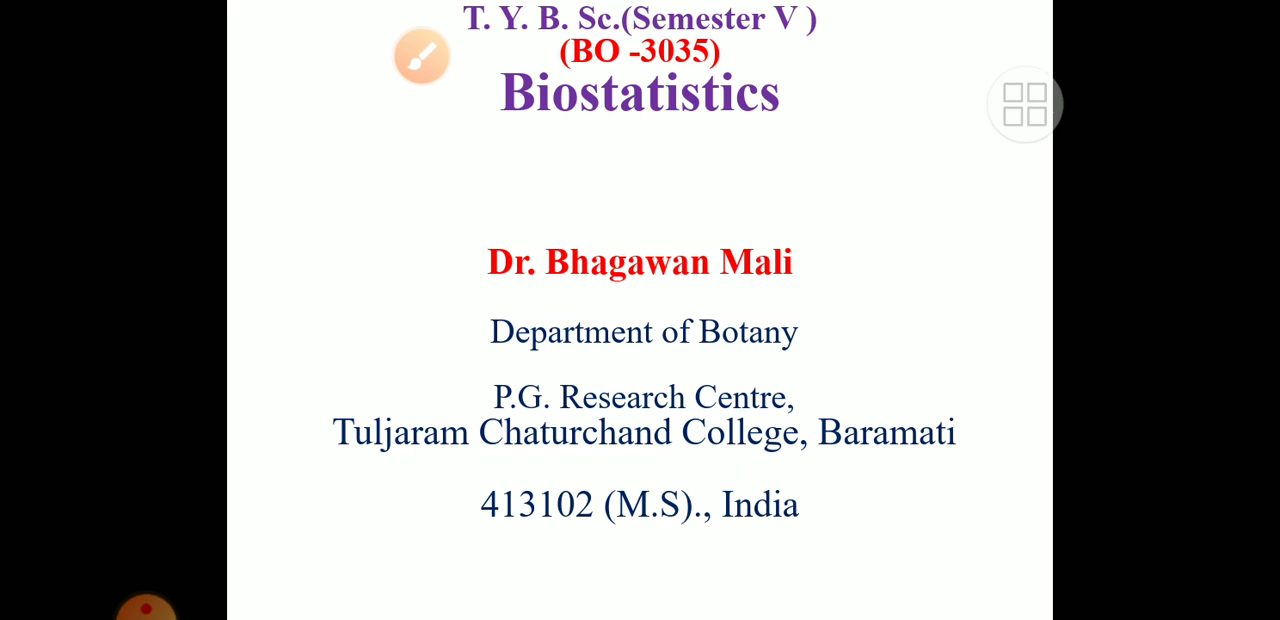 T. Y. B. Sc.(Semester V )
(BO -3035)
Biostatistics
Dr. Bhagawan Mali
Department of Botany
P.G. Research Centre,
Tuljaram Chaturchand College, Baramati
413102 (M.S)., India